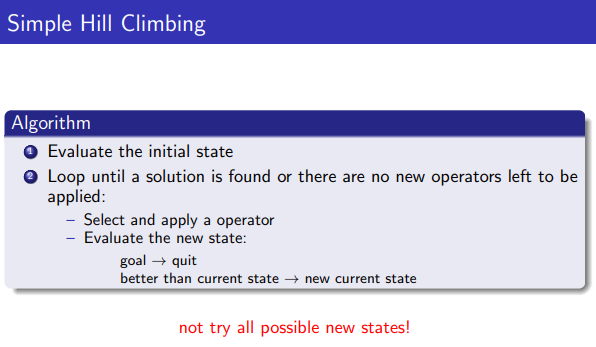 Simple Hill Climbing
Algorithm
1 Evaluate the initial state
2 Loop until a solution is found or there are no new operators left to be
applied:
– Select and apply a operator
– Evaluate the new state:
goal → quit
better than current state → new current state
not try all possible new states!